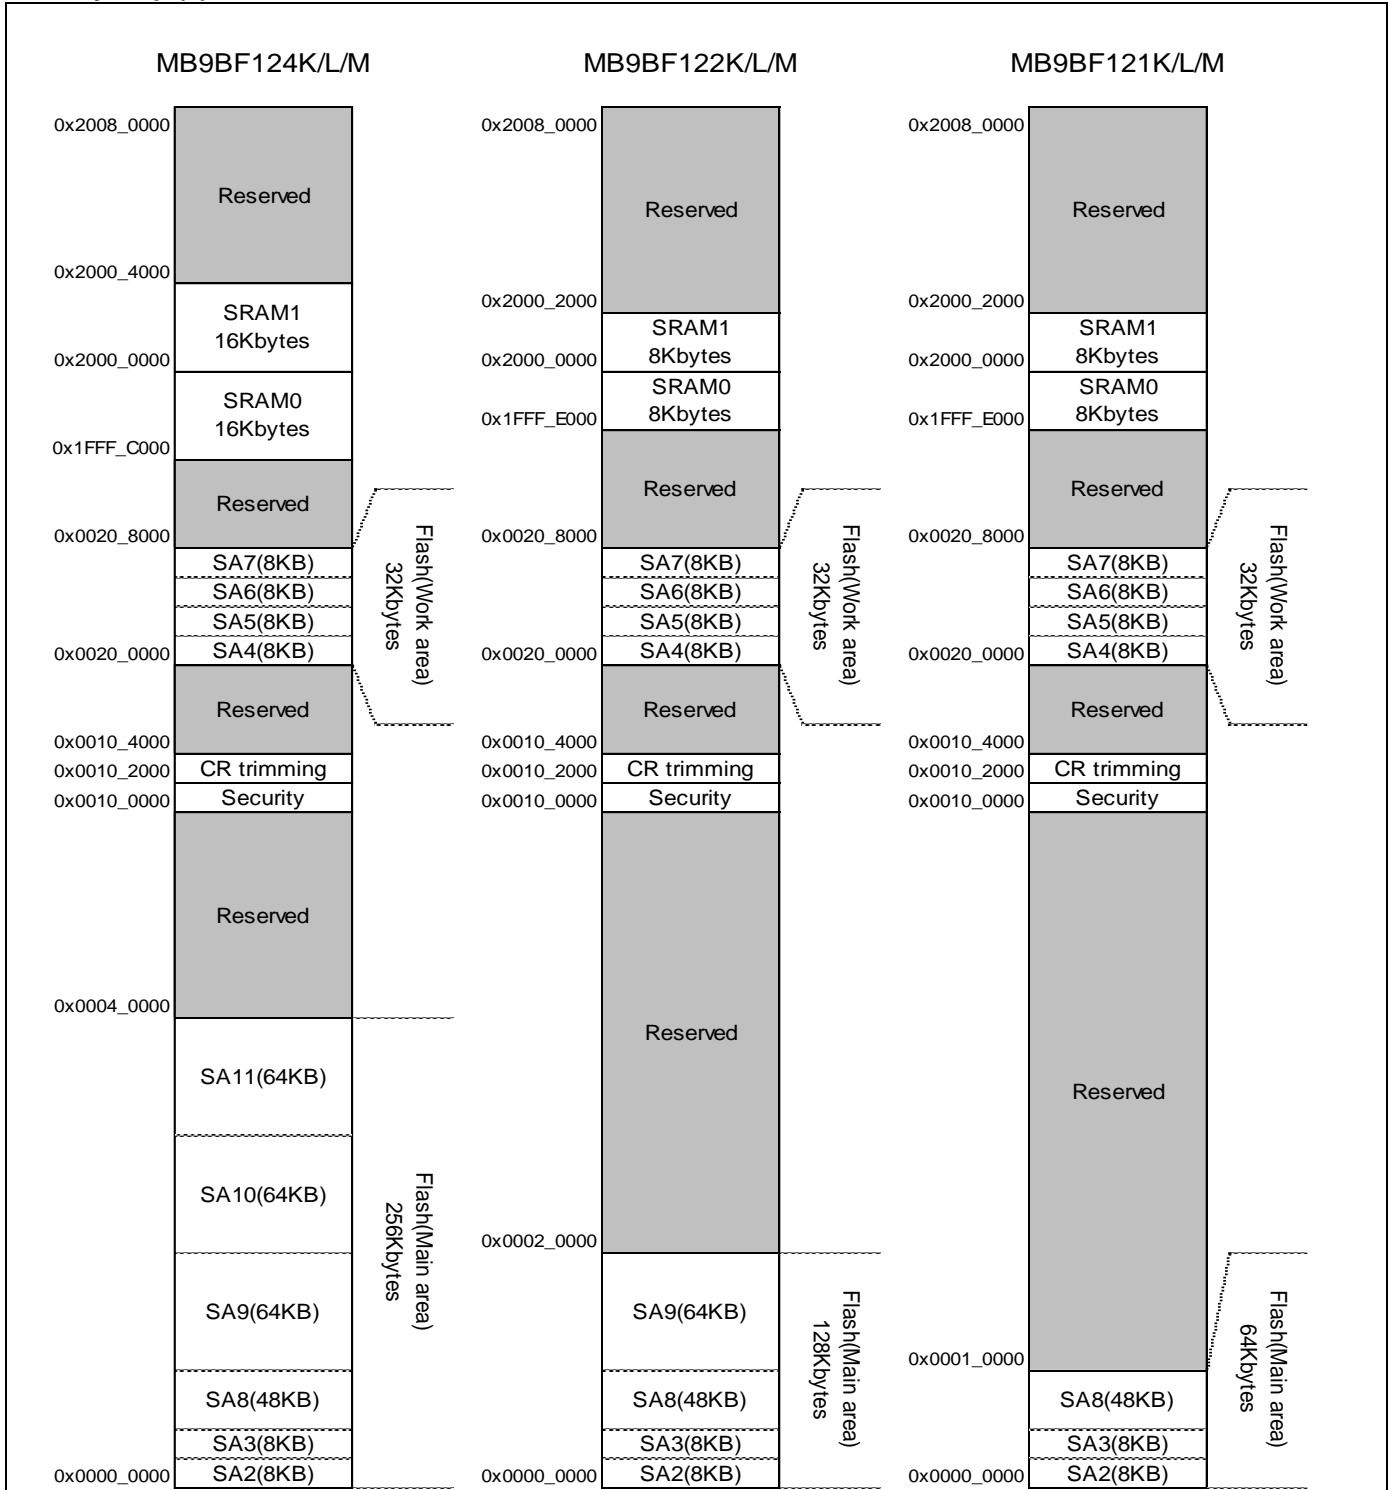 MB9BF124K/L/M
0x2008_0000
Reserved
0x2000_4000
SRAM1
16Kbytes
0x2000_0000
SRAM0
16Kbytes
0x1FFF_C000
Reserved
0x0020_8000
SA7(8KB)
SA6(8KB)
SA5(8KB)
SA4(8KB)
0x0020_0000
Flash(Work area)
32Kbytes
Reserved
0x0010_4000
CR trimming
0x0010_2000
Security
0x0010_0000
Reserved
0x0004_0000
SA11(64KB)
SA10(64KB)
SA9(64KB)
SA8(48KB)
SA3(8KB)
SA2(8KB)
0x0000_0000
Flash(Main area)
256Kbytes
MB9BF122K/L/M
0x2008_0000
Reserved
0x2000_2000
SRAM1
8Kbytes
0x2000_0000
SRAM0
8Kbytes
0x1FFF_E000
Reserved
0x0020_8000
SA7(8KB)
SA6(8KB)
SA5(8KB)
SA4(8KB)
0x0020_0000
Flash(Work area)
32Kbytes
Reserved
0x0010_4000
CR trimming
0x0010_2000
Security
0x0010_0000
Reserved
0x0002_0000
SA9(64KB)
SA8(48KB)
SA3(8KB)
SA2(8KB)
0x0000_0000
Flash(Main area)
128Kbytes
MB9BF121K/L/M
0x2008_0000
Reserved
0x2000_2000
SRAM1
8Kbytes
0x2000_0000
SRAM0
8Kbytes
0x1FFF_E000
Reserved
0x0020_8000
SA7(8KB)
SA6(8KB)
SA5(8KB)
SA4(8KB)
0x0020_0000
Flash(Work area)
32Kbytes
Reserved
0x0010_4000
CR trimming
0x0010_2000
Security
0x0010_0000
Reserved
0x0001_0000
SA8(48KB)
SA3(8KB)
SA2(8KB)
0x0000_0000
Flash(Main area)
64Kbytes